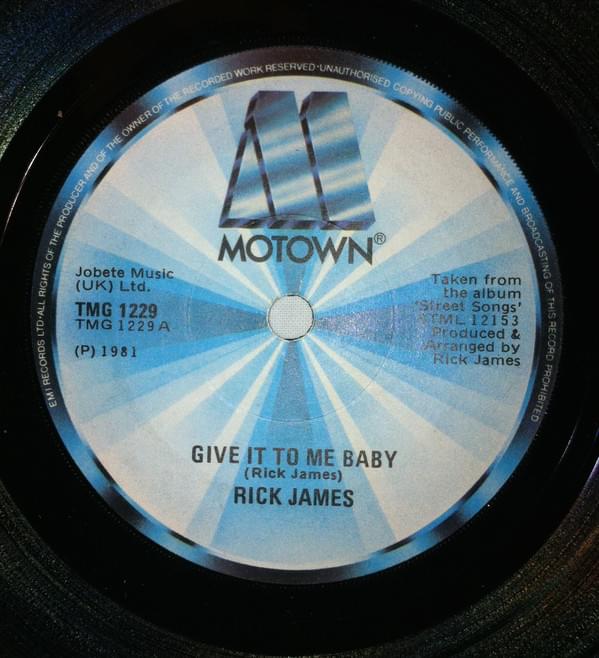 EMI RECORDS LTD·ALL RIGHTS OF THE PRODUCER AND OF THE OWNER OF THE RECORDED WORK RESERVED·UNAUTHORISED COPYING PUBLIC PERFORMANCE AND BROADCASTING OF THIS RECORD PROHIBITED
MOTOWN®
Jobete Music
(UK) Ltd.
TMG 1229
TMG 1229 A
(P) 1981
Taken from
the album
'Street Songs'
STML 12153
Produced &
Arranged by
Rick James
GIVE IT TO ME BABY
(Rick James)
RICK JAMES